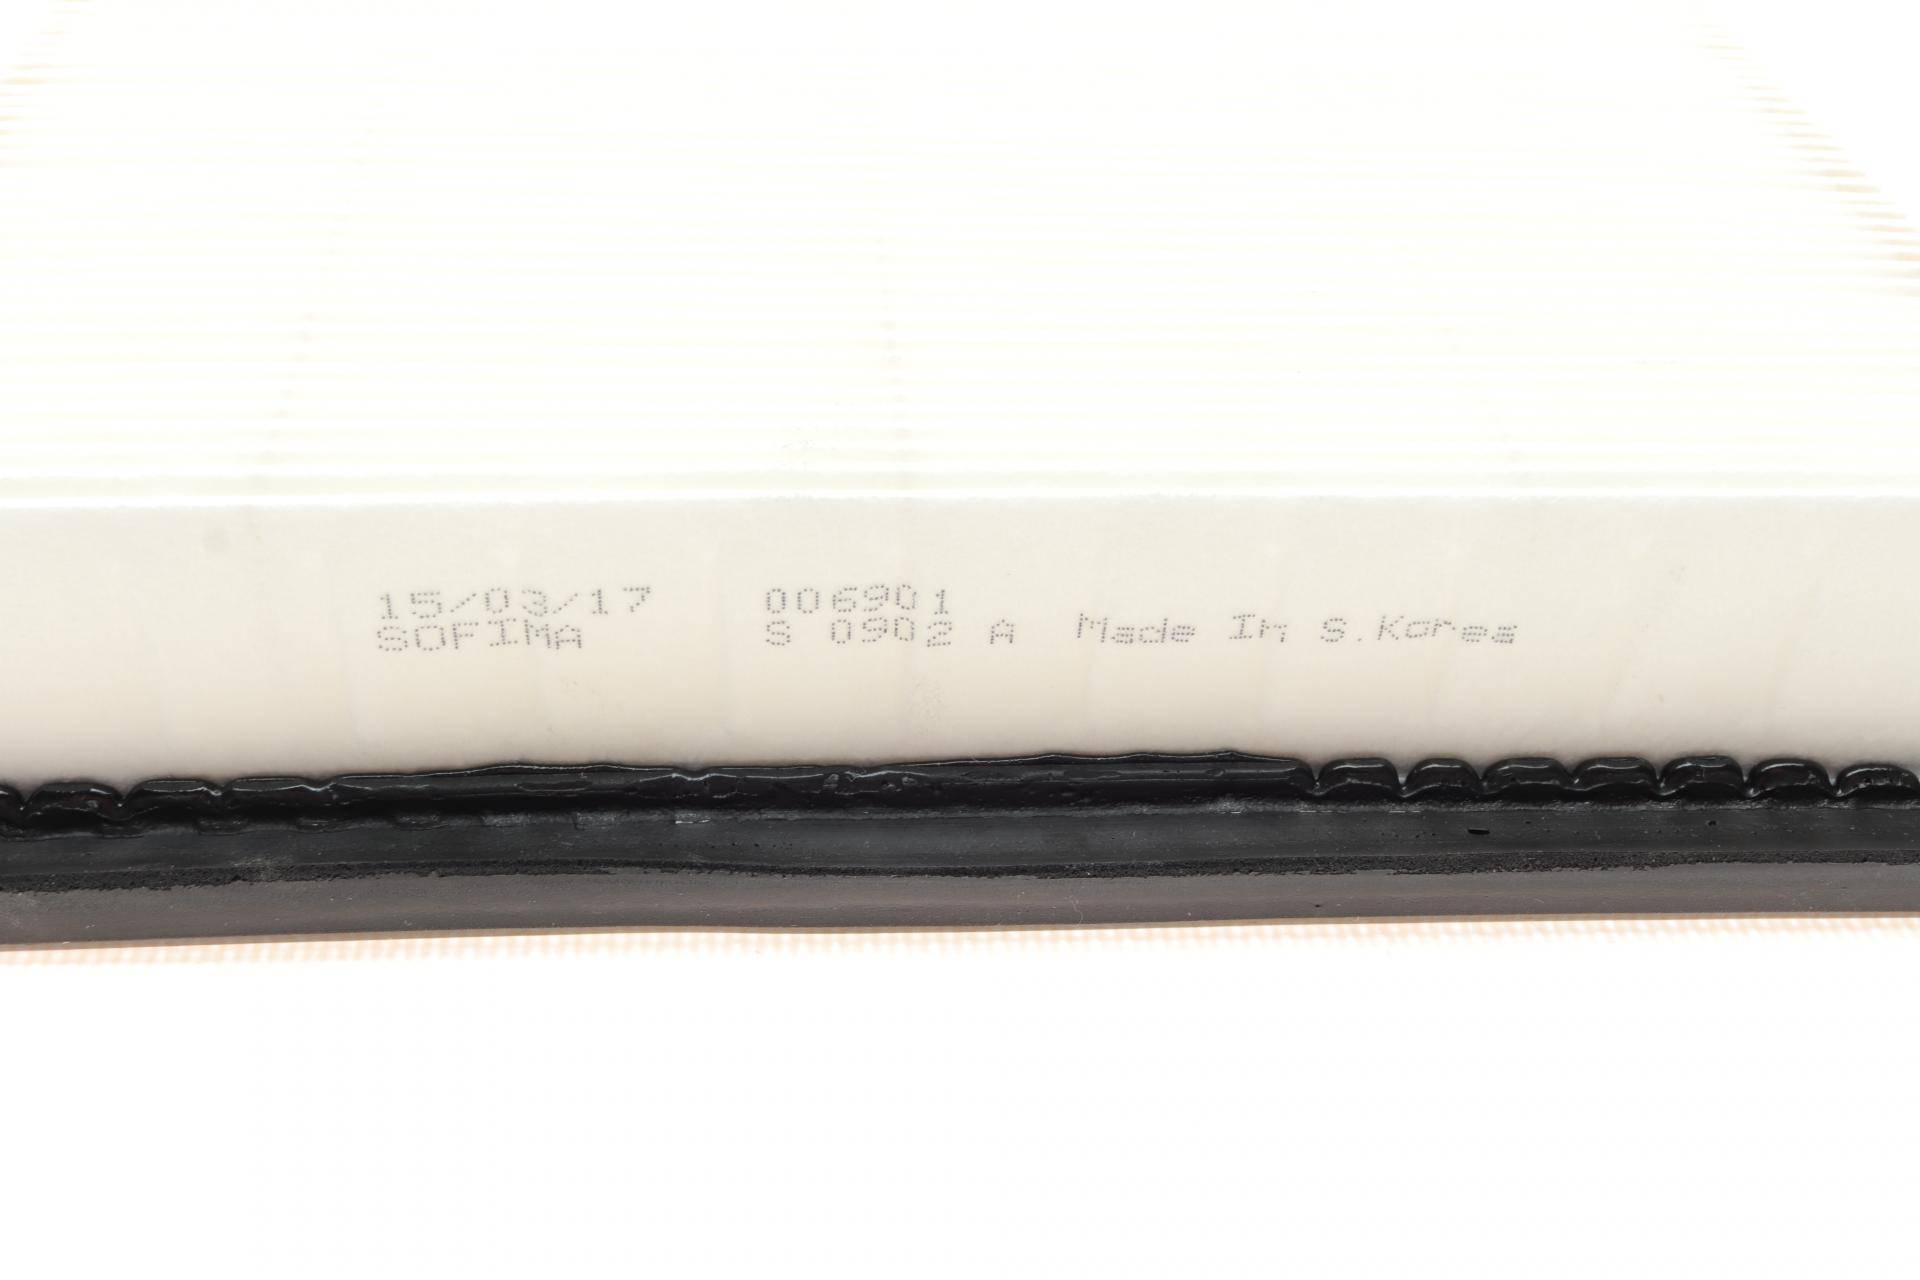 15/03/17 006901
SOFIMA S 0902 A Made In S.Korea